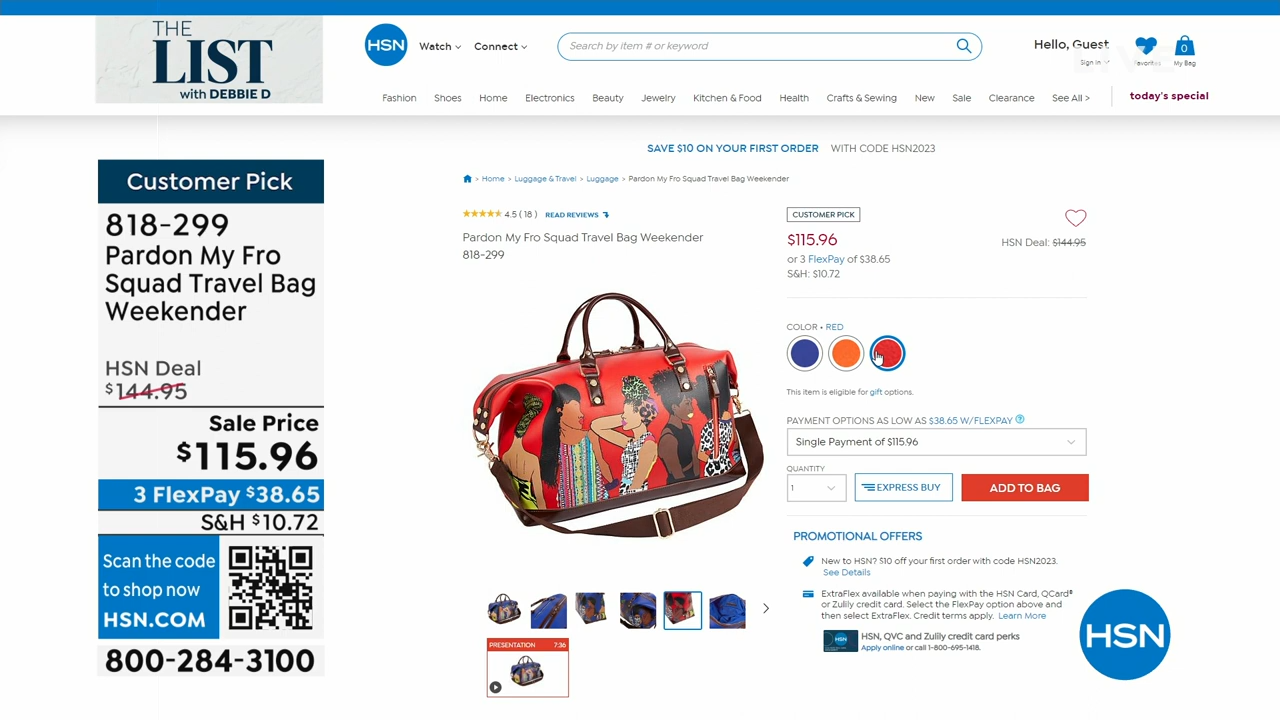 THE
LIST
with DEBBIE D
HSN
Watch
Connect
Search by item # or keyword
Hello, Guest
Sign In
Favorites
0
My Bag
Fashion
Shoes
Home
Electronics
Beauty
Jewelry
Kitchen & Food
Health
Crafts & Sewing
New
Sale
Clearance
See All >
today's special
SAVE $10 ON YOUR FIRST ORDER WITH CODE HSN2023
> Home > Luggage & Travel > Luggage > Pardon My Fro Squad Travel Bag Weekender
Customer Pick
818-299
Pardon My Fro
Squad Travel Bag
Weekender
HSN Deal
$144.95
Sale Price
$115.96
3 FlexPay $38.65
S&H $10.72
Scan the code
to shop now
HSN.COM
800-284-3100
4.5 ( 18 ) READ REVIEWS
Pardon My Fro Squad Travel Bag Weekender
818-299
PRESENTATION 7:36
CUSTOMER PICK
$115.96
HSN Deal: $144.95
or 3 FlexPay of $38.65
S&H: $10.72
COLOR • RED
This item is eligible for gift options.
PAYMENT OPTIONS AS LOW AS $38.65 W/FLEXPAY ?
Single Payment of $115.96
QUANTITY
1
EXPRESS BUY
ADD TO BAG
PROMOTIONAL OFFERS
New to HSN? $10 off your first order with code HSN2023.
See Details
ExtraFlex available when paying with the HSN Card, QCard®
or Zulily credit card. Select the FlexPay option above and
then select ExtraFlex. Credit terms apply. Learn More
HSN, QVC and Zulily credit card perks
Apply online or call 1-800-695-1418.
HSN